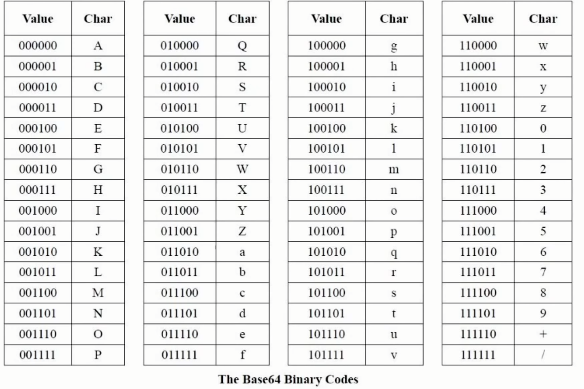 Value Char Value Char Value Char Value Char
000000 A 010000 Q 100000 g 110000 w
000001 B 010001 R 100001 h 110001 x
000010 C 010010 S 100010 i 110010 y
000011 D 010011 T 100011 j 110011 z
000100 E 010100 U 100100 k 110100 0
000101 F 010101 V 100101 l 110101 1
000110 G 010110 W 100110 m 110110 2
000111 H 010111 X 100111 n 110111 3
001000 I 011000 Y 101000 o 111000 4
001001 J 011001 Z 101001 p 111001 5
001010 K 011010 a 101010 q 111010 6
001011 L 011011 b 101011 r 111011 7
001100 M 011100 c 101100 s 111100 8
001101 N 011101 d 101101 t 111101 9
001110 O 011110 e 101110 u 111110 +
001111 P 011111 f 101111 v 111111 /
The Base64 Binary Codes